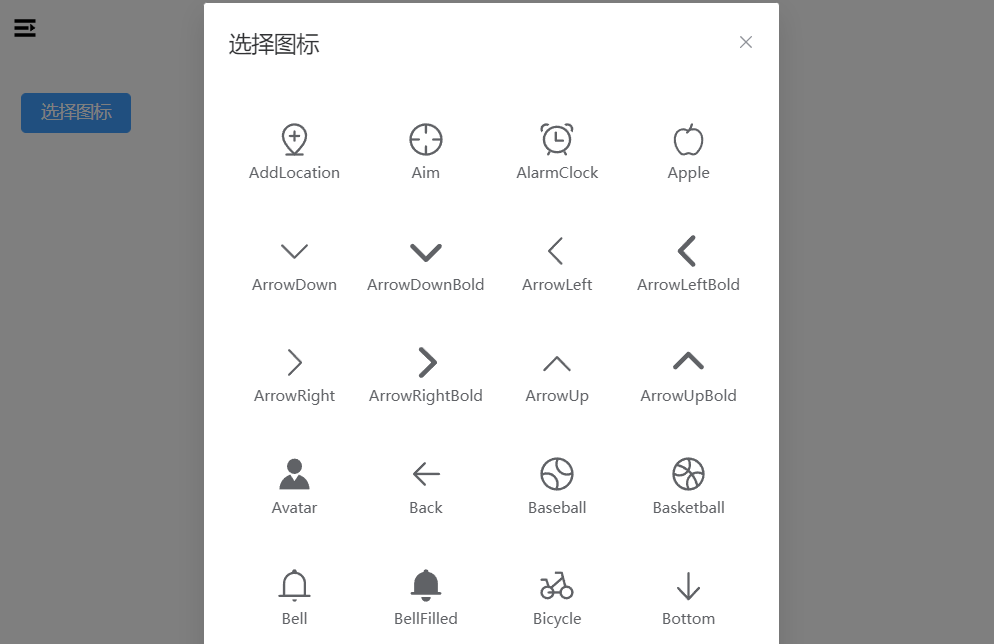 选择图标
选择图标
AddLocation Aim AlarmClock Apple
ArrowDown ArrowDownBold ArrowLeft ArrowLeftBold
ArrowRight ArrowRightBold ArrowUp ArrowUpBold
Avatar Back Baseball Basketball
Bell BellFilled Bicycle Bottom